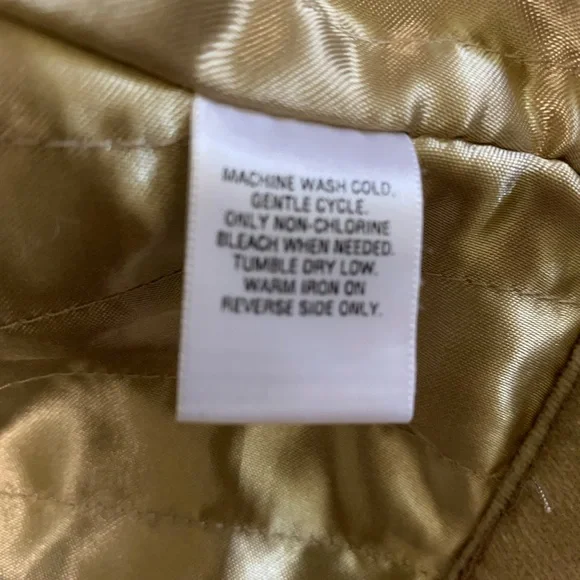 MACHINE WASH COLD.
GENTLE CYCLE.
ONLY NON-CHLORINE
BLEACH WHEN NEEDED.
TUMBLE DRY LOW.
WARM IRON ON
REVERSE SIDE ONLY.